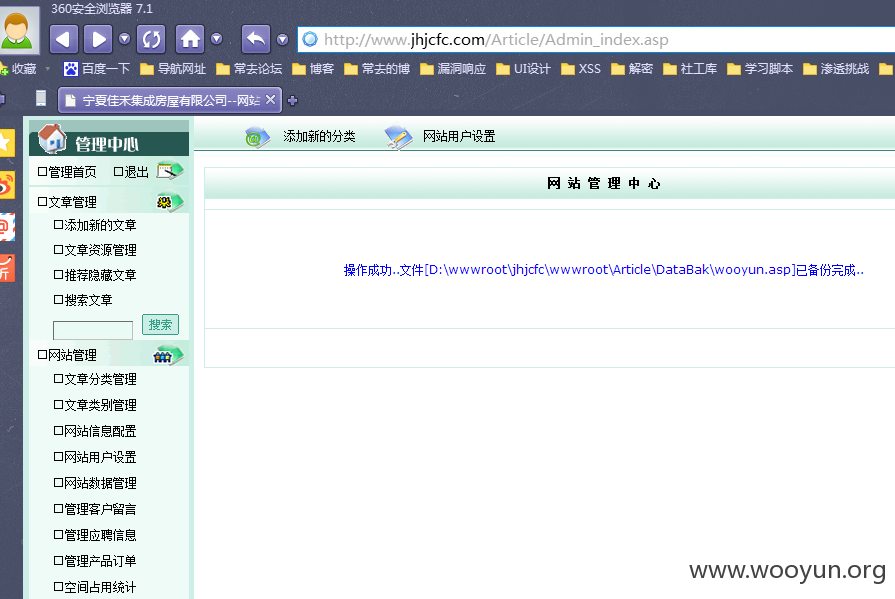 360安全浏览器 7.1
http://www.jhjcfc.com/Article/Admin_index.asp
收藏 百度一下 导航网址 常去论坛 博客 常去的博 漏洞响应 UI设计 XSS 解密 社工库 学习脚本 渗透挑战
宁夏佳禾集成房屋有限公司--网站
管理中心
添加新的分类 网站用户设置
管理首页 退出
网 站 管 理 中 心
文章管理
添加新的文章
文章资源管理
操作成功..文件[D:\wwwroot\jhjcfc\wwwroot\Article\DataBak\wooyun.asp]已备份完成..
推荐隐藏文章
搜索文章
搜索
网站管理
文章分类管理
文章类别管理
网站信息配置
网站用户设置
网站数据管理
管理客户留言
管理应聘信息
管理产品订单
空间占用统计
www.wooyun.org